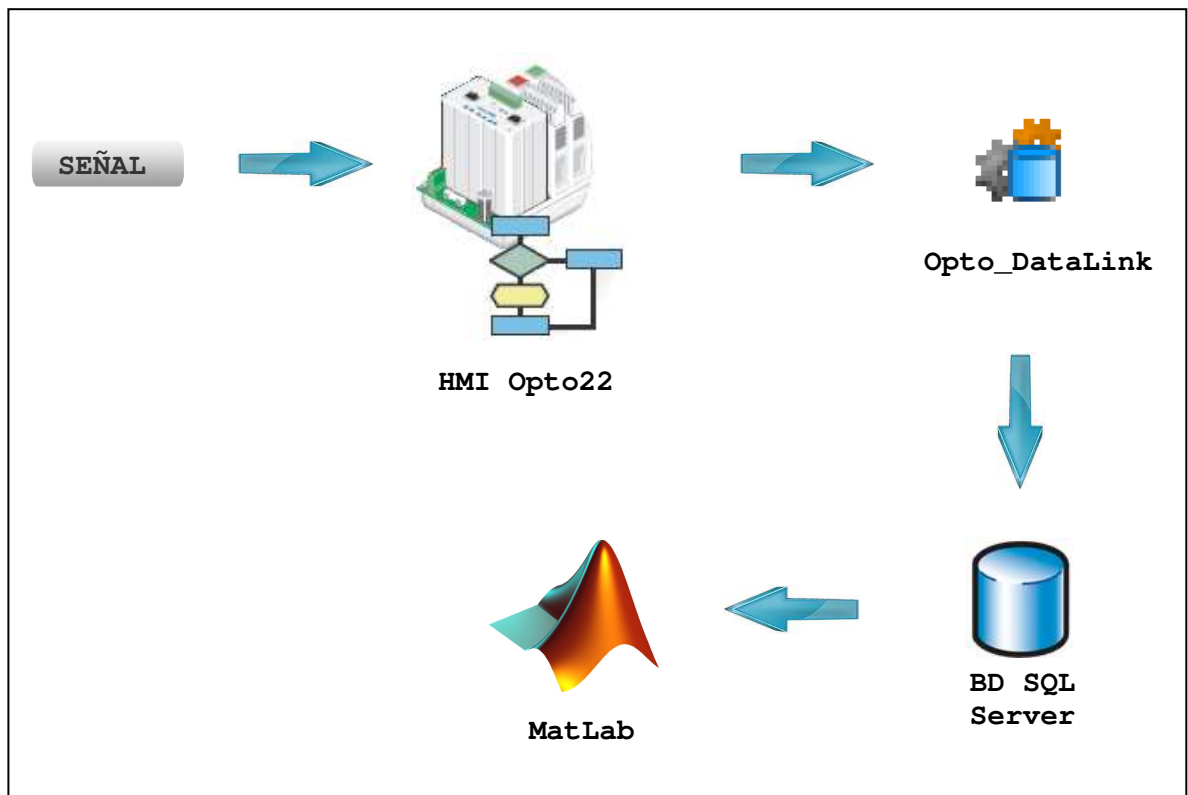 SEÑAL
HMI Opto22
Opto_DataLink
BD SQL
Server
MatLab